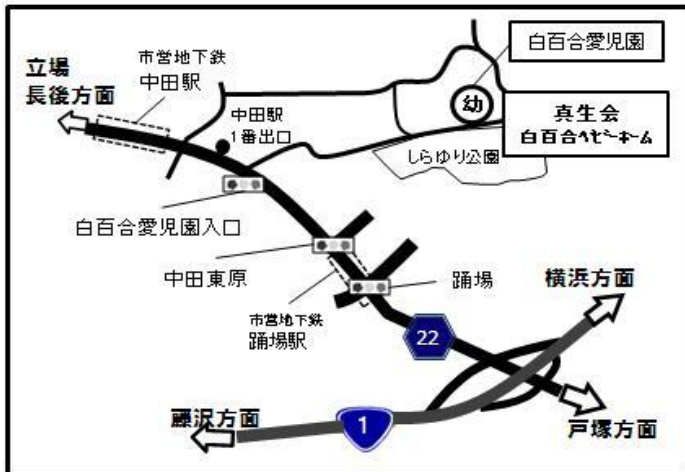 市営地下鉄
中田駅
立場
長後方面
中田駅
1番出口
白百合愛児園
幼
真生会
白百合ベビーホーム
しらゆり公園
白百合愛児園入口
中田東原
市営地下鉄
踊場駅
踊場
横浜方面
22
藤沢方面
1
戸塚方面